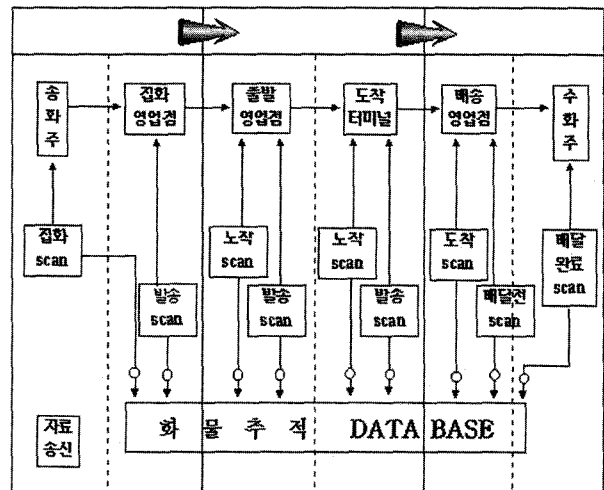 송
화
주
집화
영업점
출발
영업점
도착
터미널
배송
영업점
수
화
주
집화
scan
발송
scan
도착
scan
발송
scan
도착
scan
발송
scan
도착
scan
배달전
scan
배달
완료
scan
자료
송신
화 물 추 적 DATA BASE